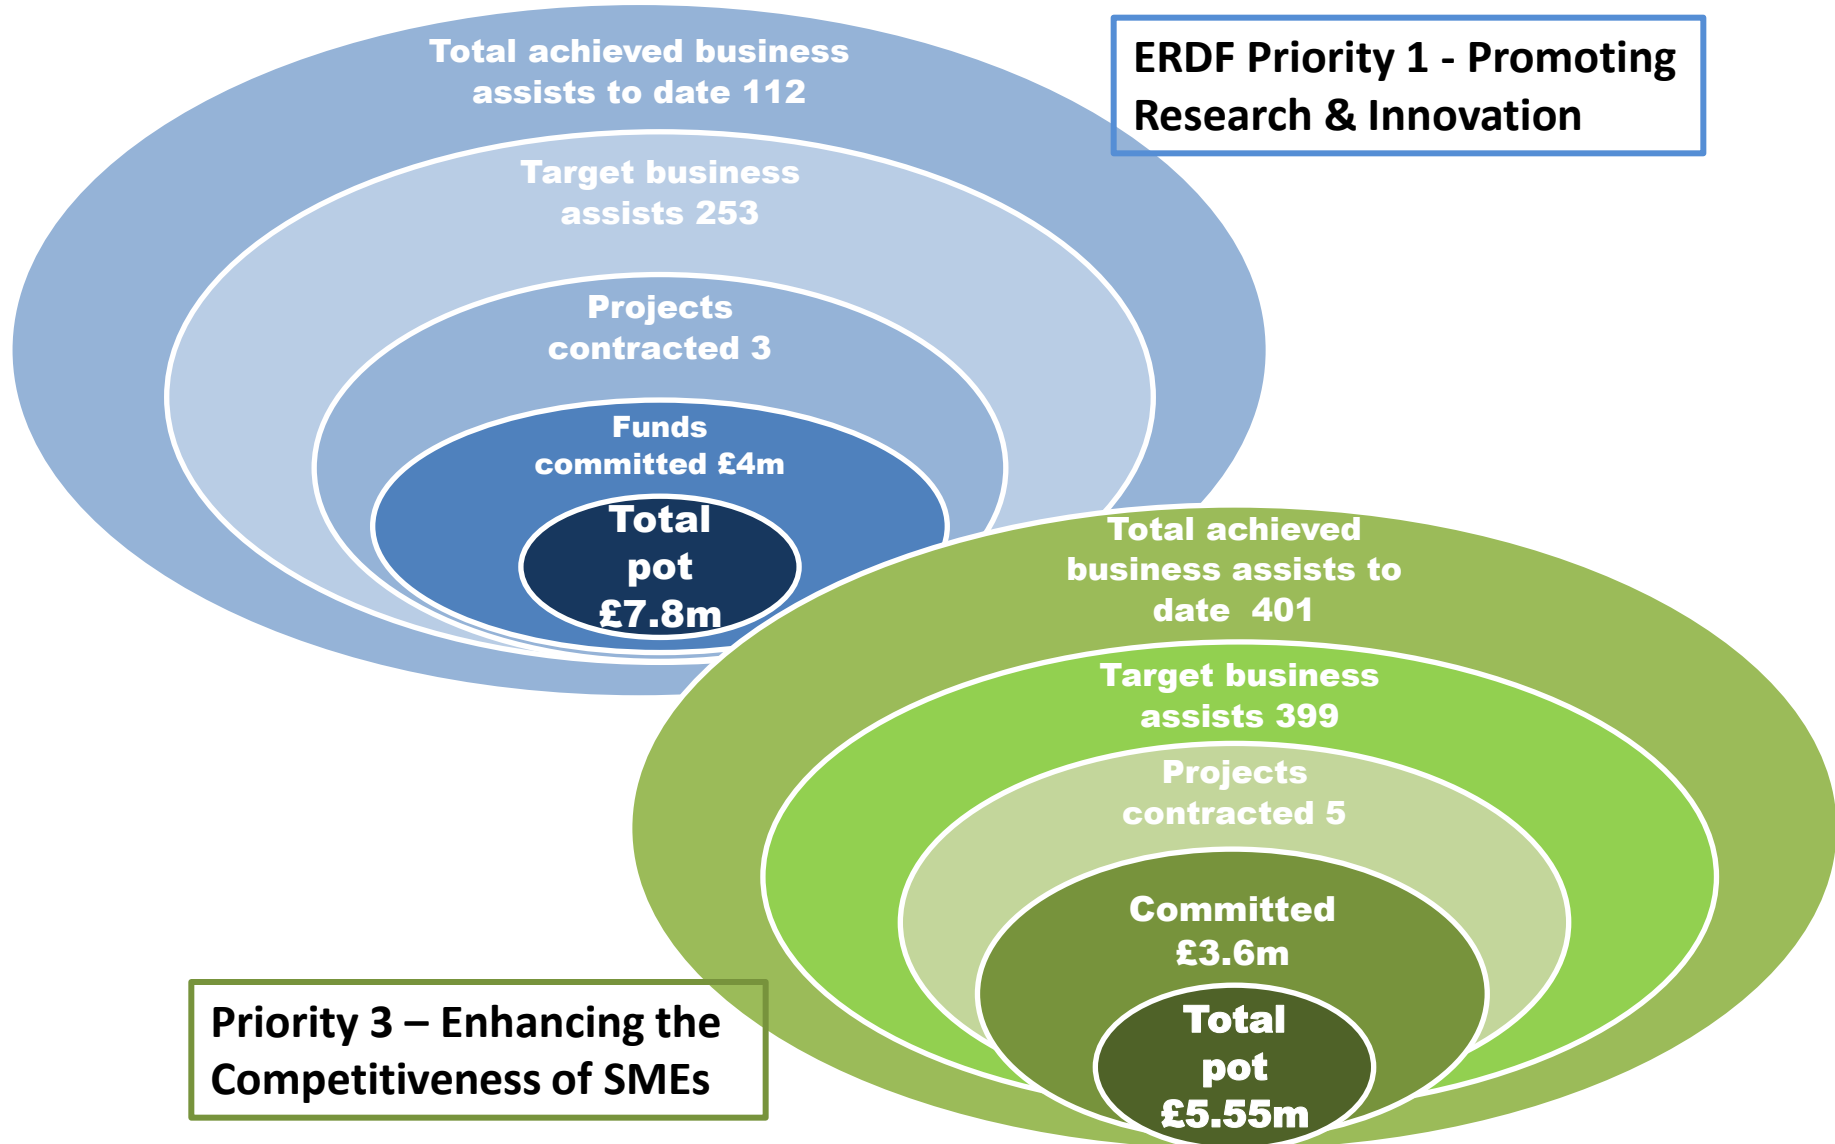 Total achieved business
assists to date 112
ERDF Priority 1 - Promoting
Research & Innovation
Target business
assists 253
Projects
contracted 3
Funds
committed £4m
Total
pot
£7.8m
Total achieved
business assists to
date 401
Target business
assists 399
Projects
contracted 5
Committed
£3.6m
Total
pot
£5.55m
Priority 3 – Enhancing the
Competitiveness of SMEs